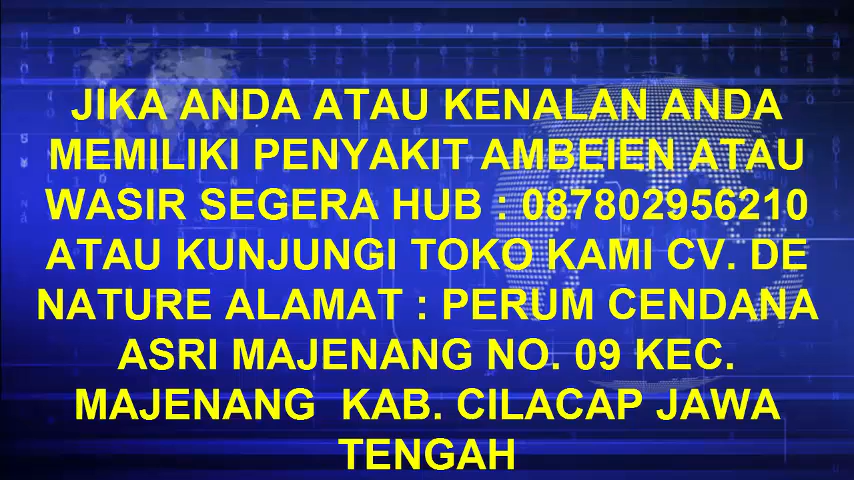 JIKA ANDA ATAU KENALAN ANDA
MEMILIKI PENYAKIT AMBEIEN ATAU
WASIR SEGERA HUB : 087802956210
ATAU KUNJUNGI TOKO KAMI CV. DE
NATURE ALAMAT : PERUM CENDANA
ASRI MAJENANG NO. 09 KEC.
MAJENANG  KAB. CILACAP JAWA
TENGAH